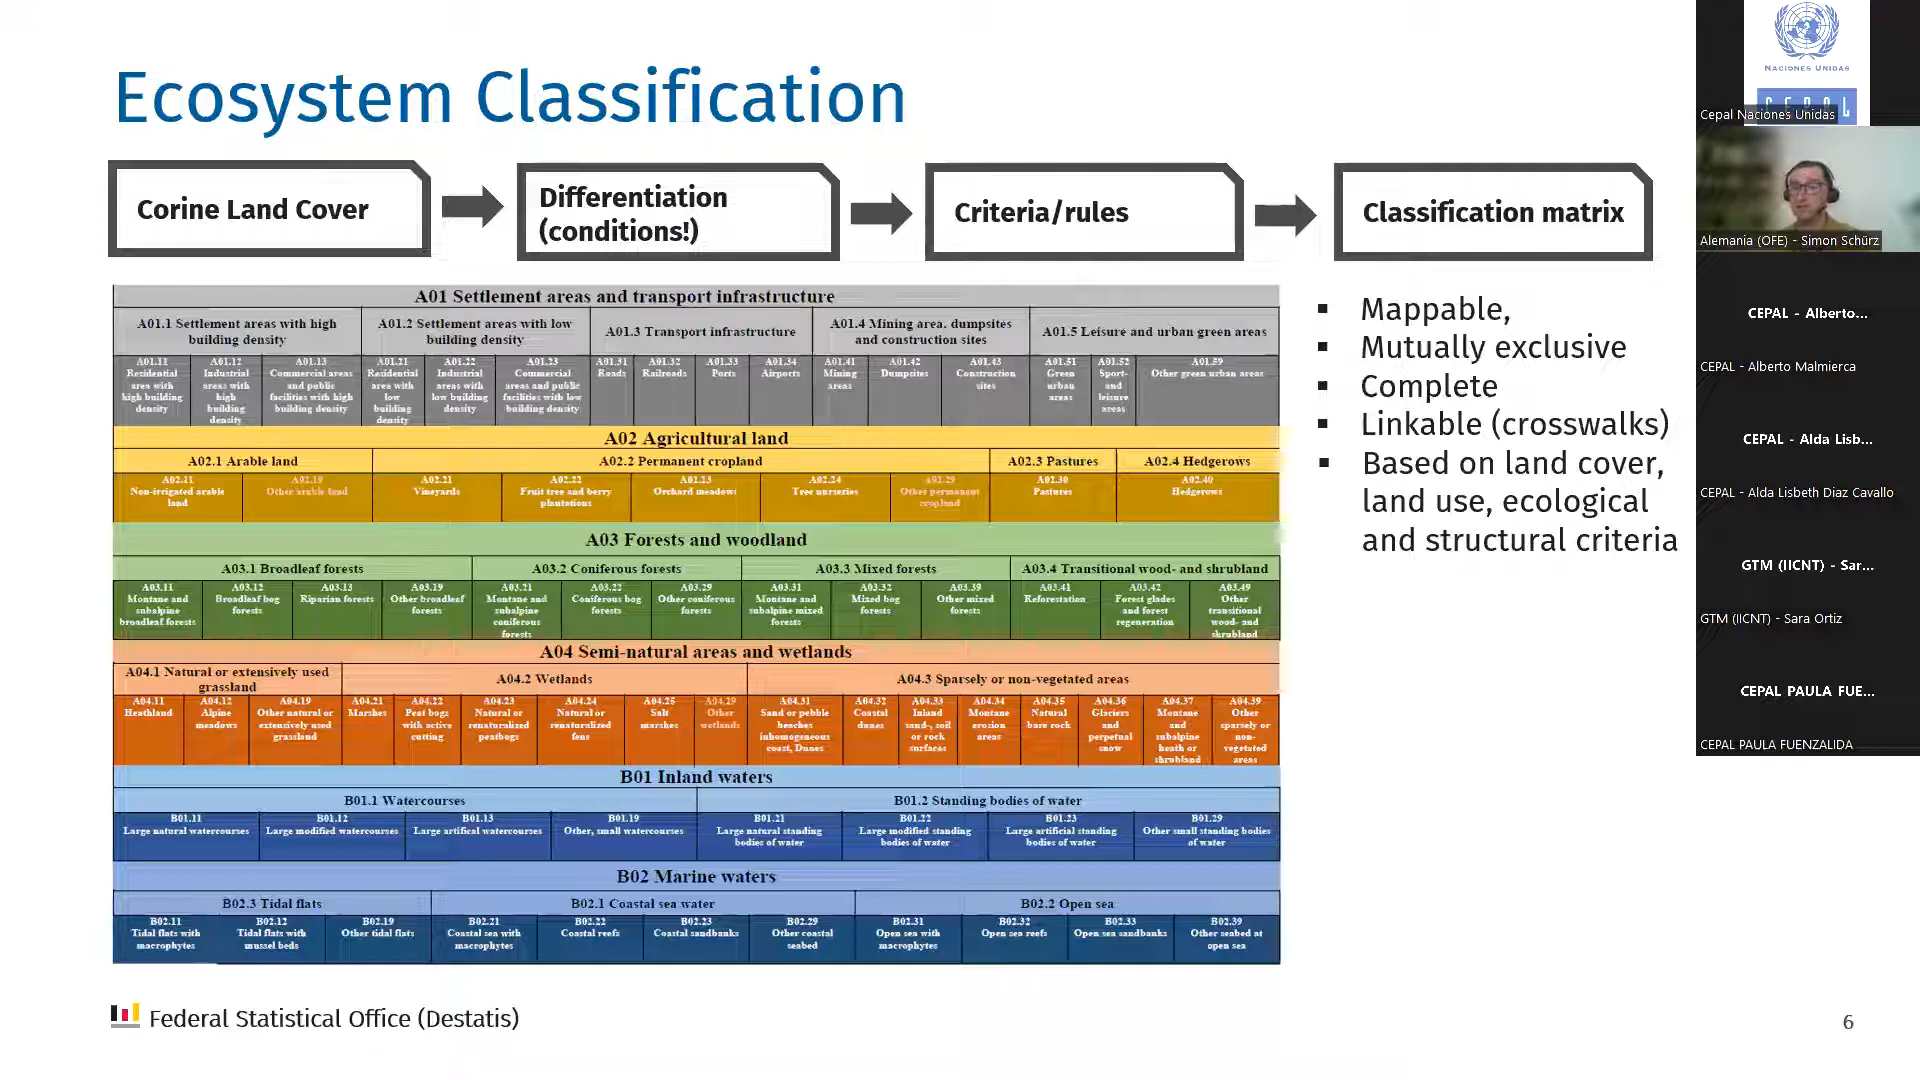 Ecosystem Classification
Corine Land Cover
Differentiation
(conditions!)
Criteria/rules
Classification matrix
A01 Settlement areas and transport infrastructure
A01.1 Settlement areas with high
building density
A01.2 Settlement areas with low
building density
A01.3 Transport infrastructure
A01.4 Mining area, dumpsites
and construction sites
A01.5 Leisure and urban green areas
A01.11
Residential
area with
high building
density
A01.12
Industrial
areas with
high
building
density
A01.13
Commercial areas
and public
facilities with high
building density
A01.21
Residential
area with
low
building
density
A01.22
Industrial
areas with
low building
density
A01.23
Commercial
areas and public
facilities with low
building density
A01.31
Roads
A01.32
Railroads
A01.33
Ports
A01.34
Airports
A01.41
Mining
areas
A01.42
Dumpsites
A01.43
Construction
sites
A01.51
Green
urban
areas
A01.52
Sport-
and
leisure
areas
A01.59
Other green urban areas
A02 Agricultural land
A02.1 Arable land
A02.2 Permanent cropland
A02.3 Pastures
A02.4 Hedgerows
A02.11
Non-irrigated arable
land
A02.19
Other arable land
A02.21
Vineyards
A02.22
Fruit tree and berry
plantations
A02.23
Orchard meadows
A02.24
Tree nurseries
A02.29
Other permanent
cropland
A02.30
Pastures
A02.40
Hedgerows
A03 Forests and woodland
A03.1 Broadleaf forests
A03.2 Coniferous forests
A03.3 Mixed forests
A03.4 Transitional wood- and shrubland
A03.11
Montane and
subalpine
broadleaf forests
A03.12
Broadleaf bog
forests
A03.13
Riparian forests
A03.19
Other broadleaf
forests
A03.21
Montane and
subalpine
coniferous
forests
A03.22
Coniferous bog
forests
A03.29
Other coniferous
forests
A03.31
Montane and
subalpine mixed
forests
A03.32
Mixed bog
forests
A03.39
Other mixed
forests
A03.41
Reforestation
A03.42
Forest glades
and forest
regeneration
A03.49
Other
transitional
wood- and
shrubland
A04 Semi-natural areas and wetlands
A04.1 Natural or extensively used
grassland
A04.2 Wetlands
A04.3 Sparsely or non-vegetated areas
A04.11
Heathland
A04.12
Alpine
meadows
A04.19
Other natural or
extensively used
grassland
A04.21
Marshes
A04.22
Peat bogs
with active
cutting
A04.23
Natural or
renaturalized
peatbogs
A04.24
Natural or
renaturalized
fens
A04.25
Salt
marshes
A04.29
Other
wetlands
A04.31
Sand or pebble
beaches
inhomogeneous
coast, Dunes
A04.32
Coastal
dunes
A04.33
Inland
sand-, soil
or rock
surfaces
A04.34
Montane
erosion
areas
A04.35
Natural
bare rock
A04.36
Glaciers
and
perpetual
snow
A04.37
Montane
and
subalpine
heath or
shrubland
A04.39
Other
sparsely or
non-
vegetated
areas
B01 Inland waters
B01.1 Watercourses
B01.2 Standing bodies of water
B01.11
Large natural watercourses
B01.12
Large modified watercourses
B01.13
Large artifical watercourses
B01.19
Other, small watercourses
B01.21
Large natural standing
bodies of water
B01.22
Large modified standing
bodies of water
B01.23
Large artificial standing
bodies of water
B01.29
Other small standing bodies
of water
B02 Marine waters
B02.3 Tidal flats
B02.1 Coastal sea water
B02.2 Open sea
B02.11
Tidal flats with
macrophytes
B02.12
Tidal flats with
mussel beds
B02.19
Other tidal flats
B02.21
Coastal sea with
macrophytes
B02.22
Coastal reefs
B02.23
Coastal sandbanks
B02.29
Other coastal
seabed
B02.31
Open sea with
macrophytes
B02.32
Open sea reefs
B02.33
Open sea sandbanks
B02.39
Other seabed at
open sea
▪ Mappable,
▪ Mutually exclusive
▪ Complete
▪ Linkable (crosswalks)
▪ Based on land cover,
land use, ecological
and structural criteria
Federal Statistical Office (Destatis)
6
NACIONES UNIDAS
CEPAL
Cepal Naciones Unidas
Alemania (OFE) - Simon Schürz
CEPAL - Alberto...
CEPAL - Alberto Malmierca
CEPAL - Alda Lisb...
CEPAL - Alda Lisbeth Diaz Cavallo
GTM (IICNT) - Sar...
GTM (IICNT) - Sara Ortiz
CEPAL PAULA FUE...
CEPAL PAULA FUENZALIDA